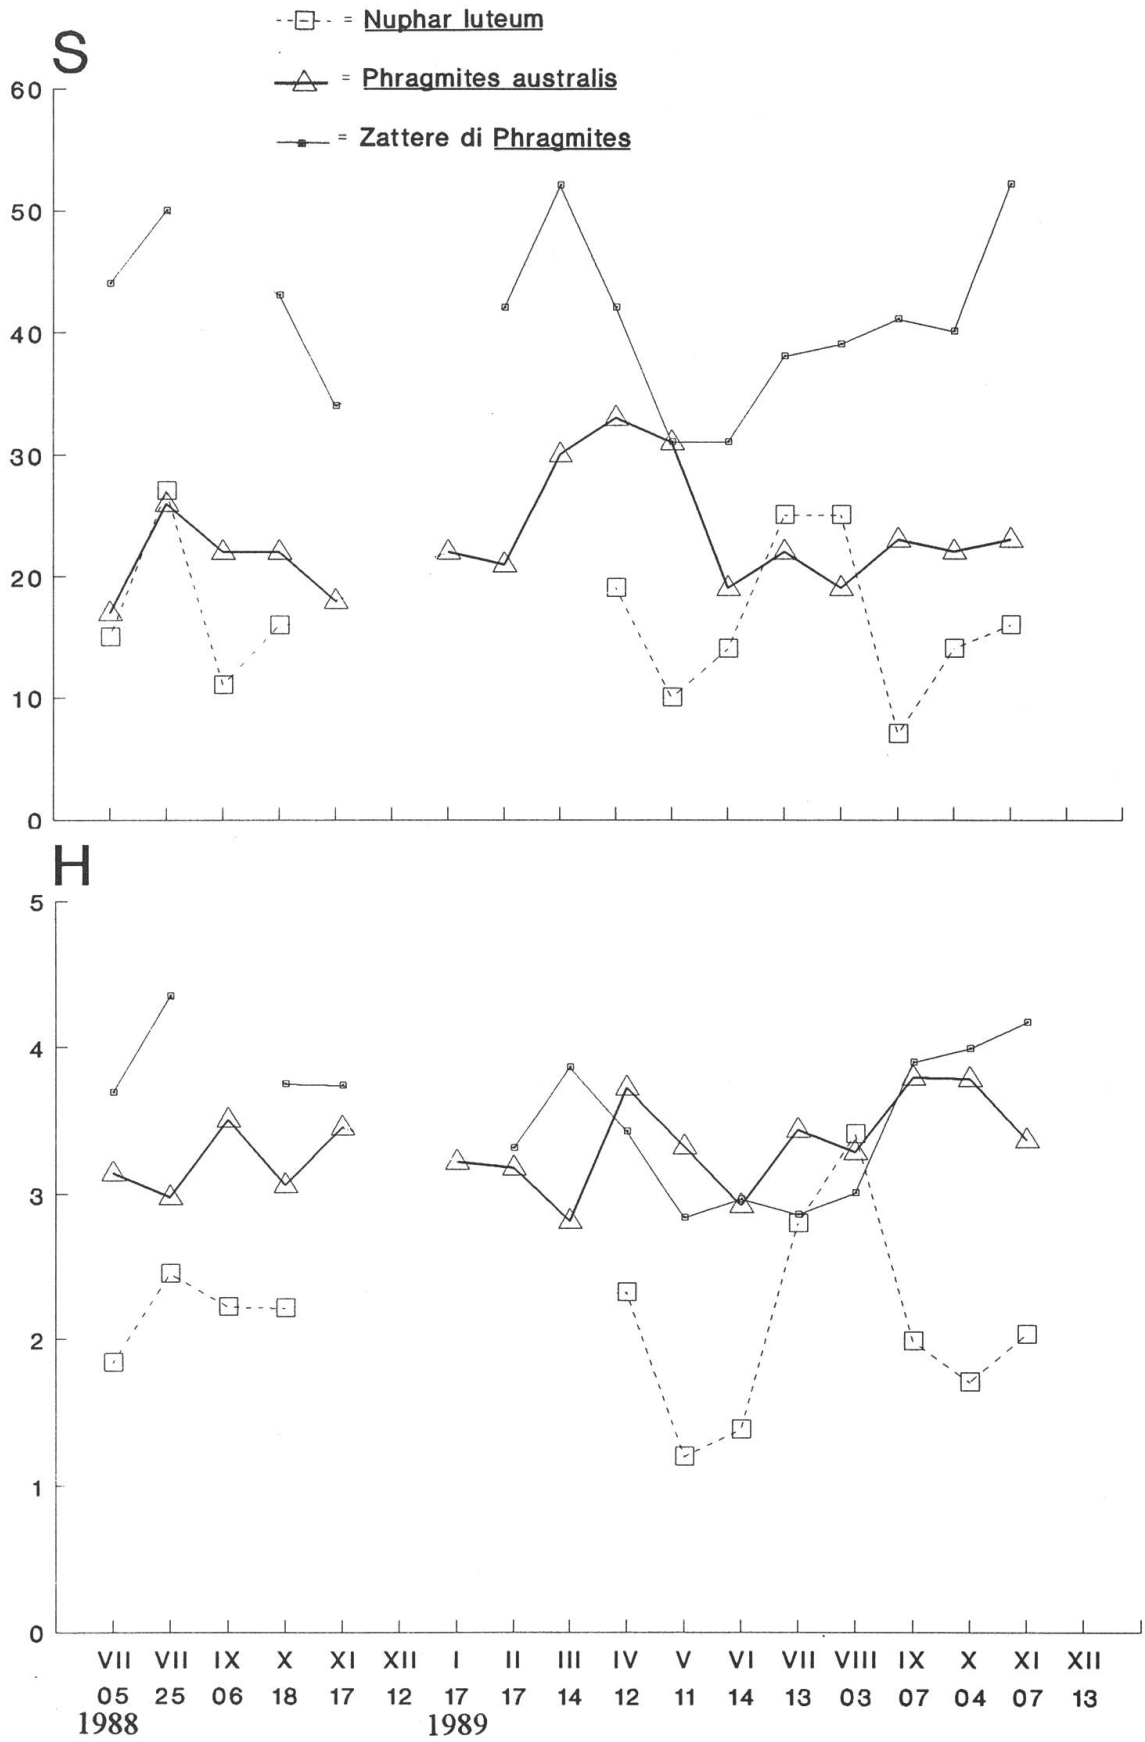 = Nuphar luteum
S
= Phragmites australis
= Zattere di Phragmites
60
50
40
30
20
10
0
H
5
4
3
2
1
0
VII VII IX X XI XII I II III IV V VI VII VIII IX X XI XII
05 25 06 18 17 12 17 17 14 12 11 14 13 03 07 04 07 13
1988 1989